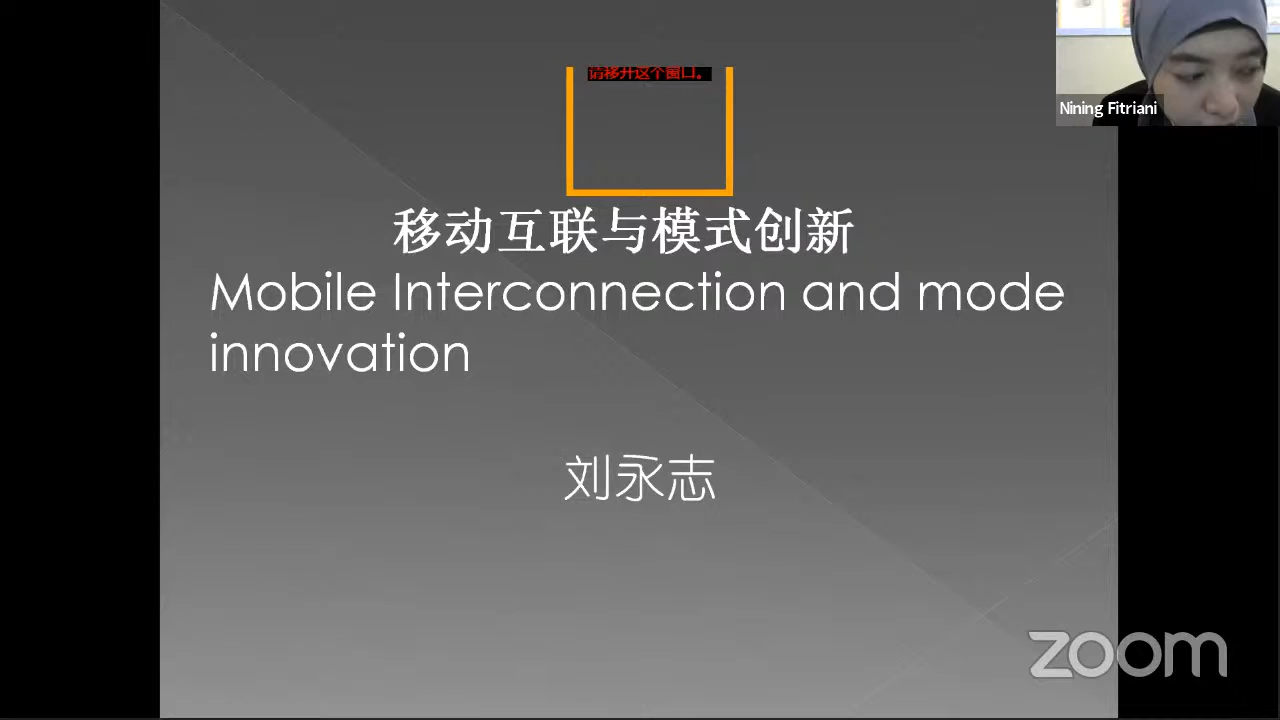 请移开这个窗口。
Nining Fitriani
移动互联与模式创新
Mobile Interconnection and mode
innovation
刘永志
zoom